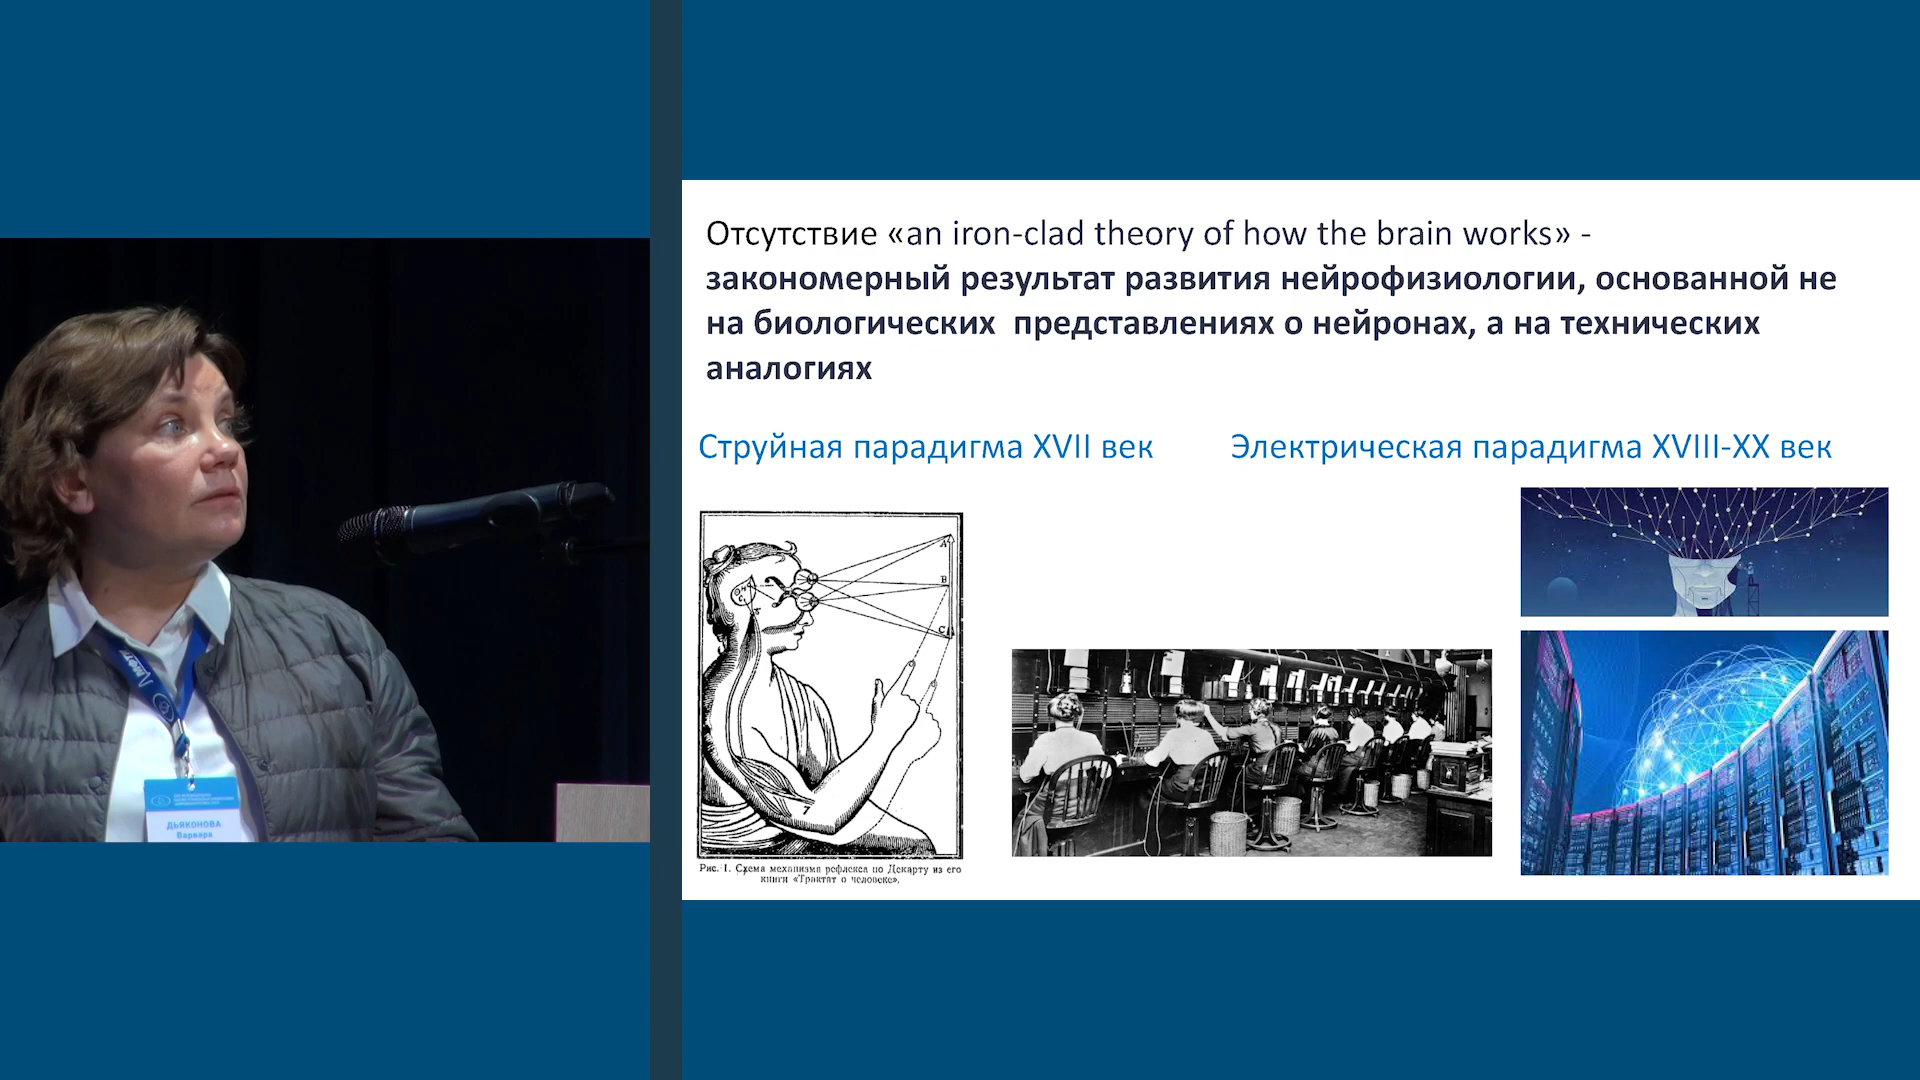 Отсутствие «an iron-clad theory of how the brain works» -
закономерный результат развития нейрофизиологии, основанной не
на биологических представлениях о нейронах, а на технических
аналогиях
Струйная парадигма XVII век
Электрическая парадигма XVIII-XX век
A
B
C
7
Рис. 1. Схема механизма рефлекса по Декарту из его
книги «Трактат о человеке».
ДЬЯКОНОВА
Варвара